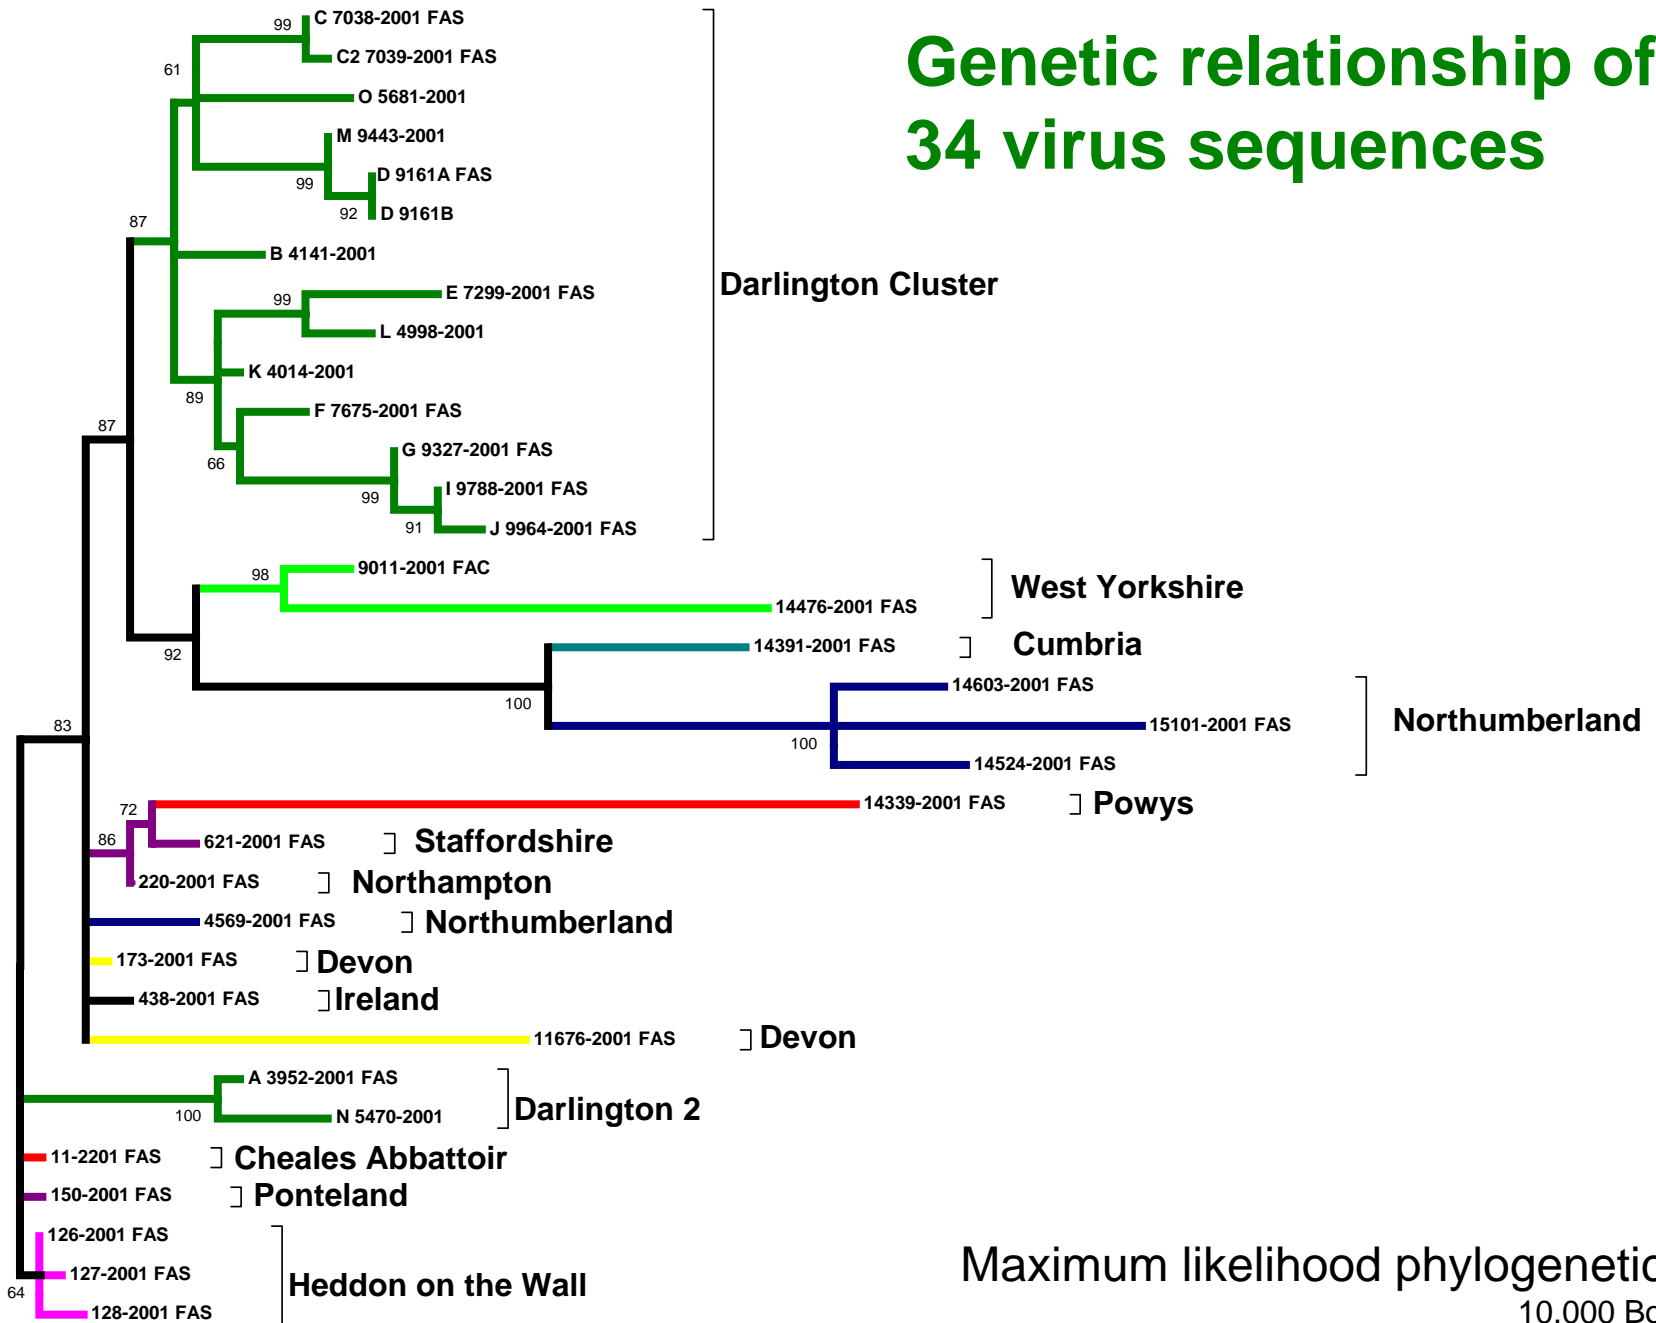 Genetic relationship of
34 virus sequences
99
C 7038-2001 FAS
C2 7039-2001 FAS
61
O 5681-2001
M 9443-2001
99
D 9161A FAS
92
D 9161B
87
B 4141-2001
Darlington Cluster
99
E 7299-2001 FAS
L 4998-2001
K 4014-2001
89
F 7675-2001 FAS
87
66
G 9327-2001 FAS
99
I 9788-2001 FAS
91
J 9964-2001 FAS
98
9011-2001 FAC
West Yorkshire
14476-2001 FAS
92
14391-2001 FAS
Cumbria
100
14603-2001 FAS
15101-2001 FAS
Northumberland
100
14524-2001 FAS
83
72
14339-2001 FAS
Powys
86
621-2001 FAS
Staffordshire
220-2001 FAS
Northampton
4569-2001 FAS
Northumberland
173-2001 FAS
Devon
438-2001 FAS
Ireland
11676-2001 FAS
Devon
A 3952-2001 FAS
100
N 5470-2001
Darlington 2
11-2201 FAS
Cheales Abbattoir
150-2001 FAS
Ponteland
126-2001 FAS
127-2001 FAS
Heddon on the Wall
64
128-2001 FAS
Maximum likelihood phylogenetic
10,000 Bo